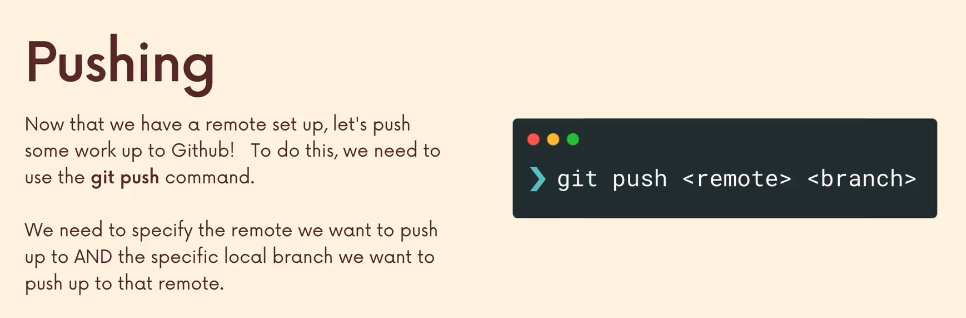 Pushing
Now that we have a remote set up, let's push
some work up to Github! To do this, we need to
use the git push command.
We need to specify the remote we want to push
up to AND the specific local branch we want to
push up to that remote.
❯ git push <remote> <branch>